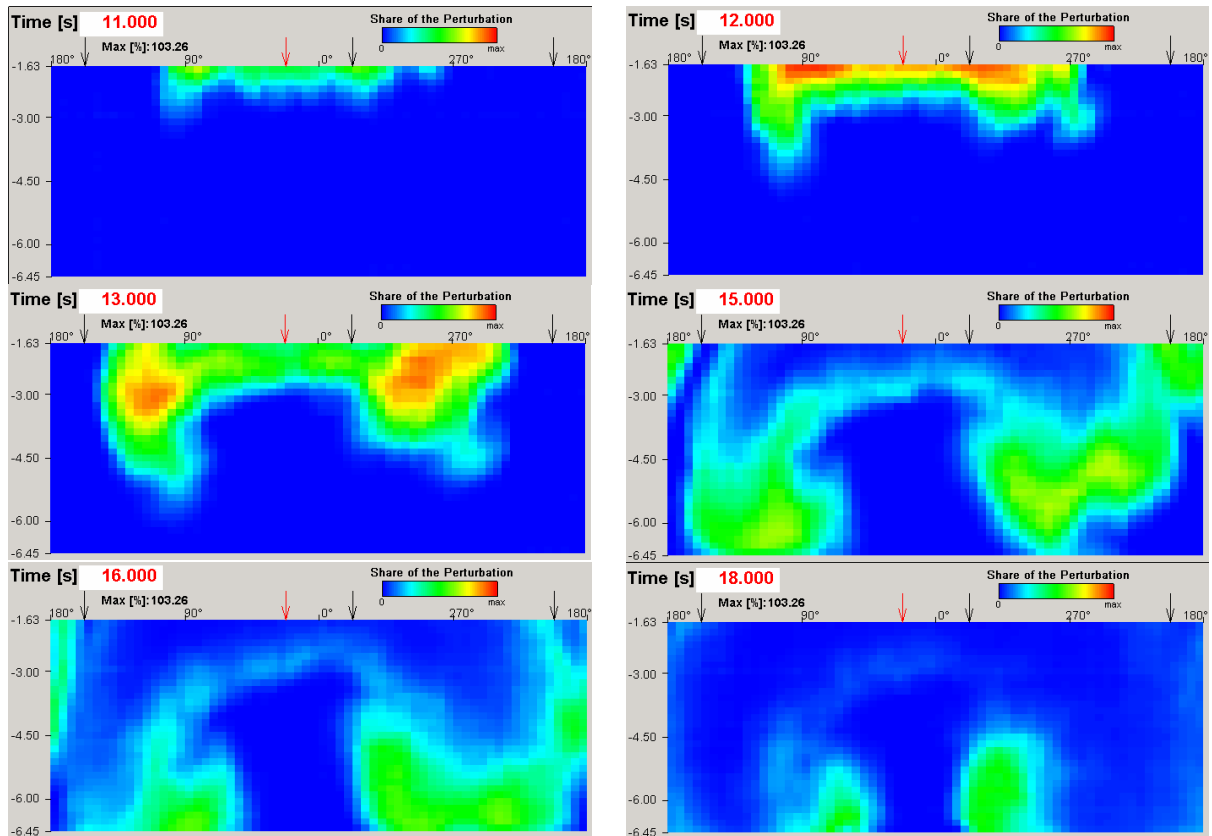 Time [s] 11.000
Share of the Perturbation
0 max
Max [%]:103.26
180° 90° 0° 270° 180°
-1.63
-3.00
-4.50
-6.00
-6.45
Time [s] 12.000
Share of the Perturbation
0 max
Max [%]:103.26
180° 90° 0° 270° 180°
-1.63
-3.00
-4.50
-6.00
-6.45
Time [s] 13.000
Share of the Perturbation
0 max
Max [%]:103.26
180° 90° 0° 270° 180°
-1.63
-3.00
-4.50
-6.00
-6.45
Time [s] 15.000
Share of the Perturbation
0 max
Max [%]:103.26
180° 90° 0° 270° 180°
-1.63
-3.00
-4.50
-6.00
-6.45
Time [s] 16.000
Share of the Perturbation
0 max
Max [%]:103.26
180° 90° 0° 270° 180°
-1.63
-3.00
-4.50
-6.00
-6.45
Time [s] 18.000
Share of the Perturbation
0 max
Max [%]:103.26
180° 90° 0° 270° 180°
-1.63
-3.00
-4.50
-6.00
-6.45